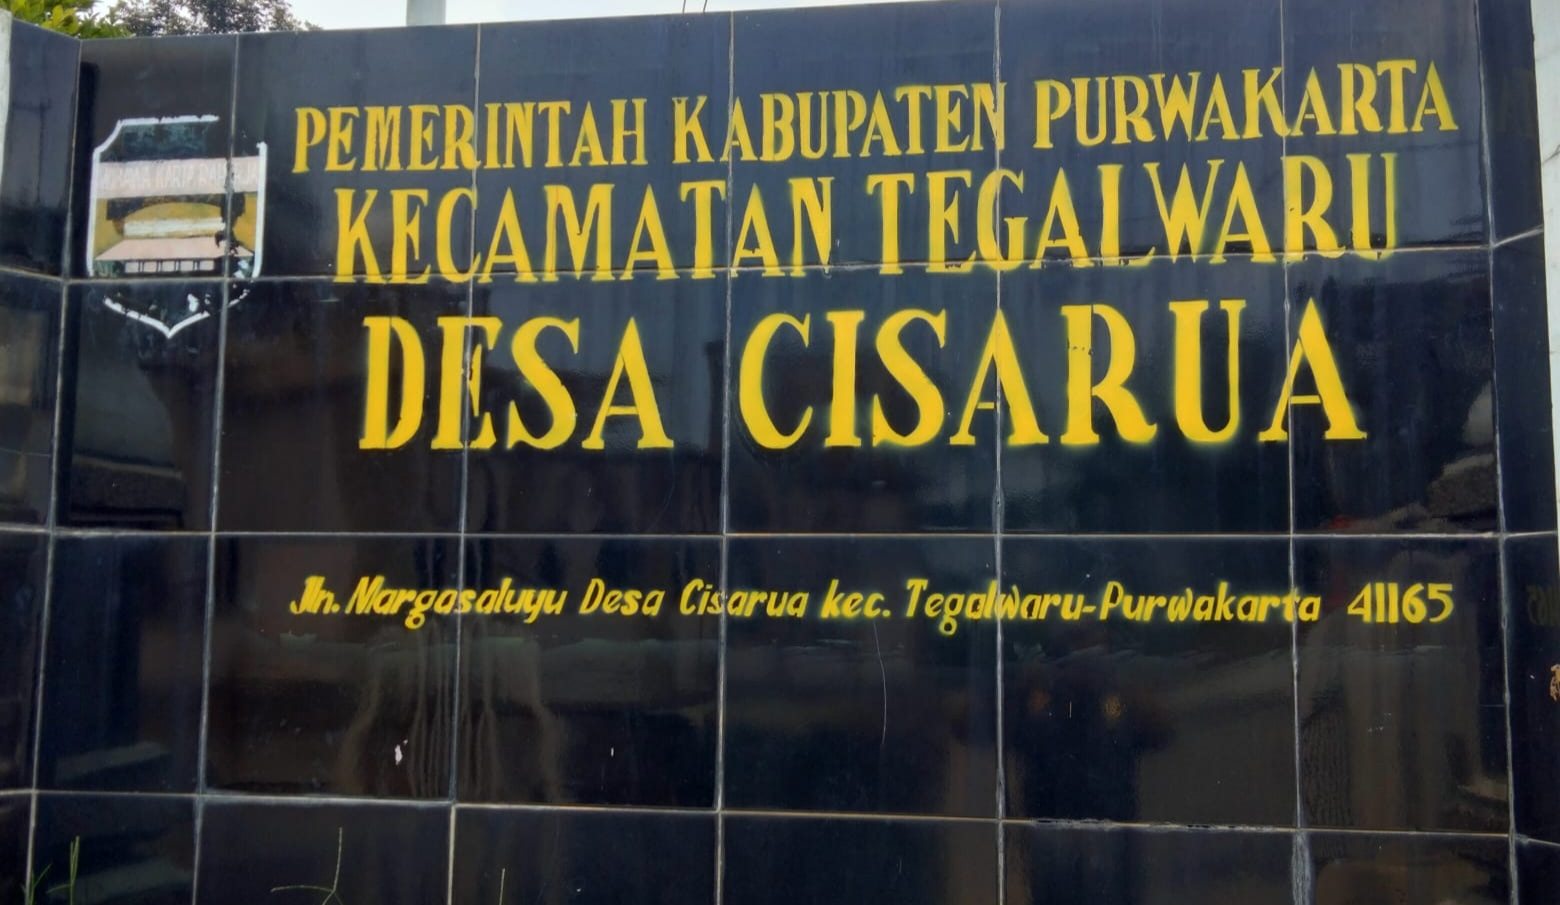 PEMERINTAH KABUPATEN PURWAKARTA
KECAMATAN TEGALWARU
DESA CISARUA
Jln. Margasaluyu Desa Cisarua kec. Tegalwaru-Purwakarta 41165